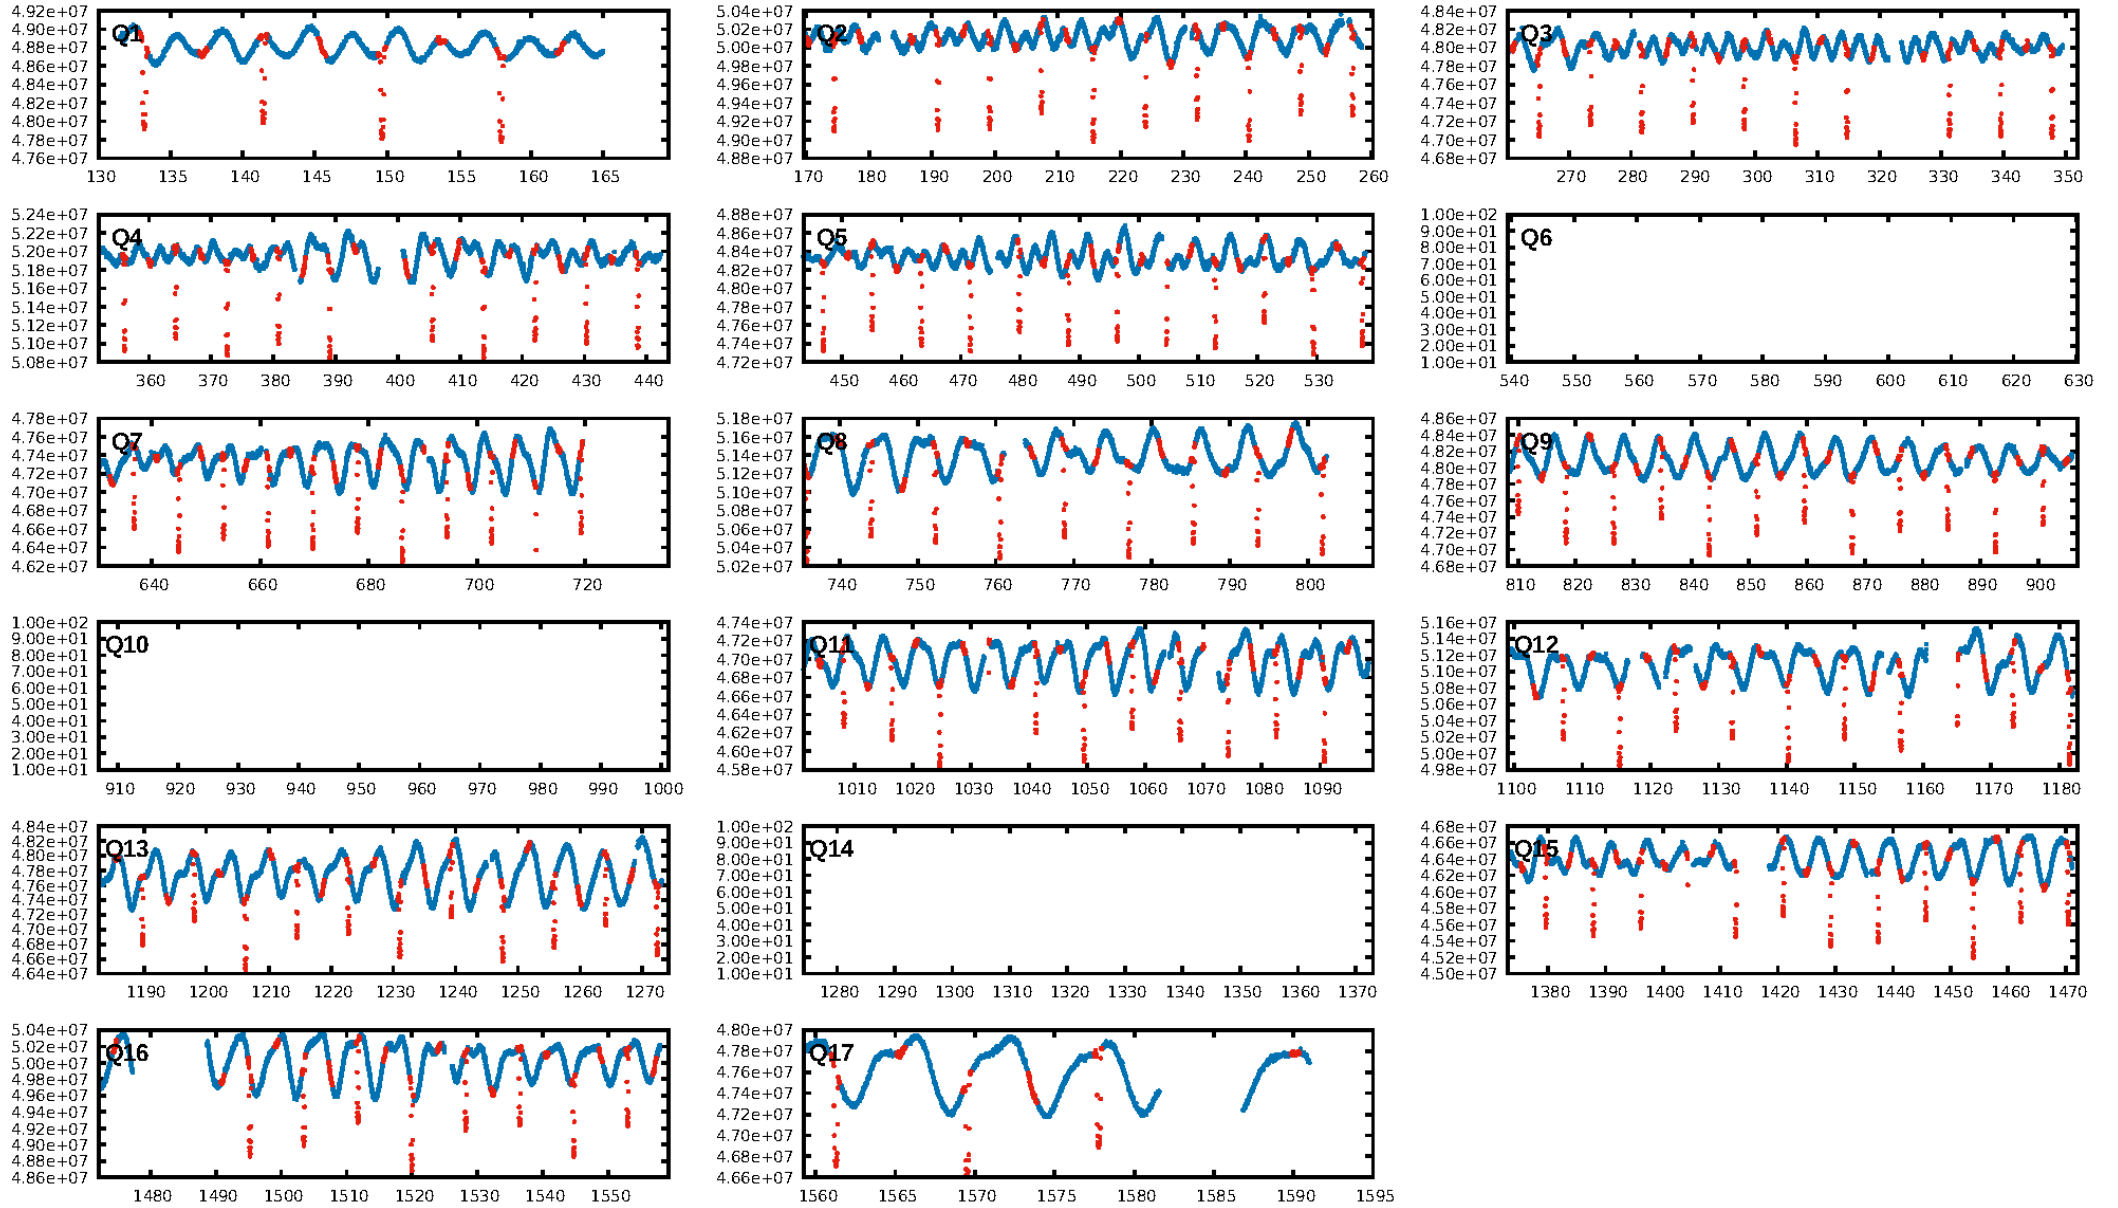 4.92e+07
4.90e+07
4.88e+07
4.86e+07
4.84e+07
4.82e+07
4.80e+07
4.78e+07
4.76e+07
Q1
130 135 140 145 150 155 160 165
5.04e+07
5.02e+07
5.00e+07
4.98e+07
4.96e+07
4.94e+07
4.92e+07
4.90e+07
4.88e+07
Q2
170 180 190 200 210 220 230 240 250 260
4.84e+07
4.82e+07
4.80e+07
4.78e+07
4.76e+07
4.74e+07
4.72e+07
4.70e+07
4.68e+07
Q3
270 280 290 300 310 320 330 340 350
5.24e+07
5.22e+07
5.20e+07
5.18e+07
5.16e+07
5.14e+07
5.12e+07
5.10e+07
5.08e+07
Q4
360 370 380 390 400 410 420 430 440
4.88e+07
4.86e+07
4.84e+07
4.82e+07
4.80e+07
4.78e+07
4.76e+07
4.74e+07
4.72e+07
Q5
450 460 470 480 490 500 510 520 530
1.00e+02
9.00e+01
8.00e+01
7.00e+01
6.00e+01
5.00e+01
4.00e+01
3.00e+01
2.00e+01
1.00e+01
Q6
540 550 560 570 580 590 600 610 620 630
4.78e+07
4.76e+07
4.74e+07
4.72e+07
4.70e+07
4.68e+07
4.66e+07
4.64e+07
4.62e+07
Q7
640 660 680 700 720
5.18e+07
5.16e+07
5.14e+07
5.12e+07
5.10e+07
5.08e+07
5.06e+07
5.04e+07
5.02e+07
Q8
740 750 760 770 780 790 800
4.86e+07
4.84e+07
4.82e+07
4.80e+07
4.78e+07
4.76e+07
4.74e+07
4.72e+07
4.70e+07
4.68e+07
Q9
810 820 830 840 850 860 870 880 890 900
1.00e+02
9.00e+01
8.00e+01
7.00e+01
6.00e+01
5.00e+01
4.00e+01
3.00e+01
2.00e+01
1.00e+01
Q10
910 920 930 940 950 960 970 980 990 1000
4.74e+07
4.72e+07
4.70e+07
4.68e+07
4.66e+07
4.64e+07
4.62e+07
4.60e+07
4.58e+07
Q11
1010 1020 1030 1040 1050 1060 1070 1080 1090
5.16e+07
5.14e+07
5.12e+07
5.10e+07
5.08e+07
5.06e+07
5.04e+07
5.02e+07
5.00e+07
4.98e+07
Q12
1100 1110 1120 1130 1140 1150 1160 1170 1180
4.84e+07
4.82e+07
4.80e+07
4.78e+07
4.76e+07
4.74e+07
4.72e+07
4.70e+07
4.68e+07
4.66e+07
4.64e+07
Q13
1190 1200 1210 1220 1230 1240 1250 1260 1270
1.00e+02
9.00e+01
8.00e+01
7.00e+01
6.00e+01
5.00e+01
4.00e+01
3.00e+01
2.00e+01
1.00e+01
Q14
1280 1290 1300 1310 1320 1330 1340 1350 1360 1370
4.68e+07
4.66e+07
4.64e+07
4.62e+07
4.60e+07
4.58e+07
4.56e+07
4.54e+07
4.52e+07
4.50e+07
Q15
1380 1390 1400 1410 1420 1430 1440 1450 1460 1470
5.04e+07
5.02e+07
5.00e+07
4.98e+07
4.96e+07
4.94e+07
4.92e+07
4.90e+07
4.88e+07
4.86e+07
Q16
1480 1490 1500 1510 1520 1530 1540 1550
4.80e+07
4.78e+07
4.76e+07
4.74e+07
4.72e+07
4.70e+07
4.68e+07
4.66e+07
Q17
1560 1565 1570 1575 1580 1585 1590 1595